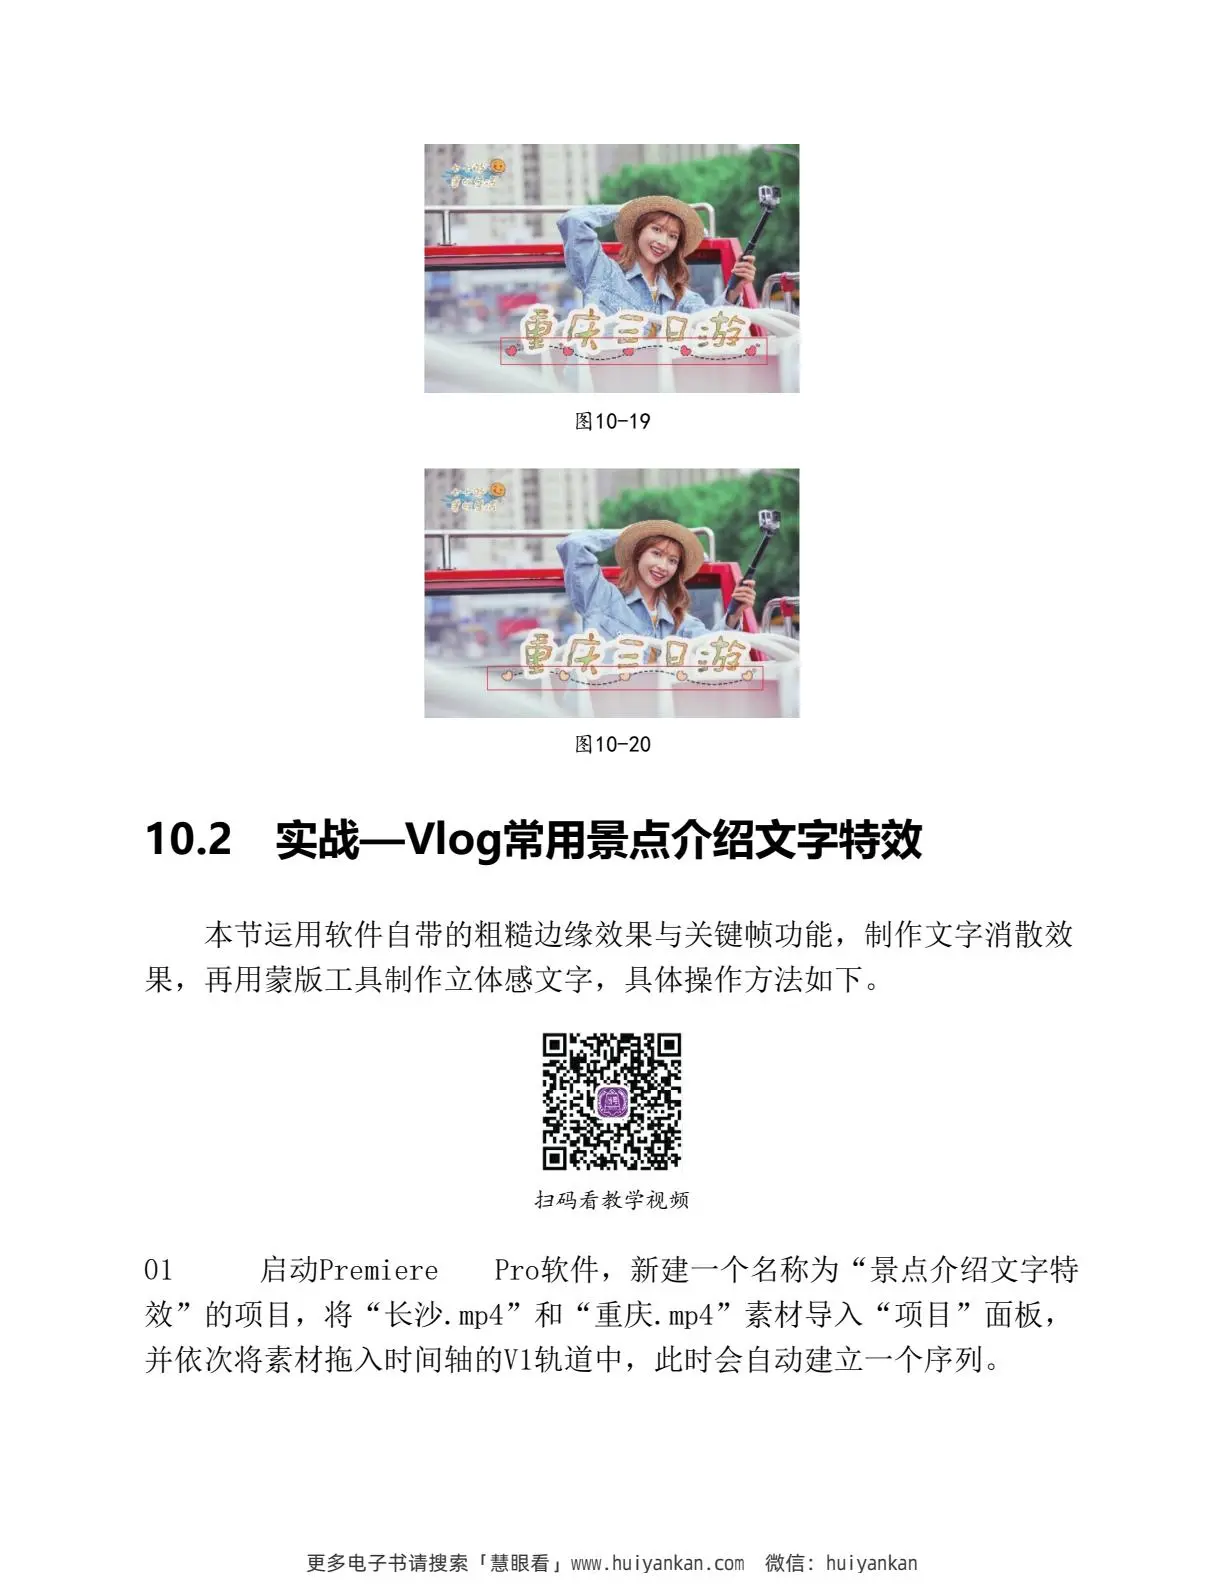 重庆三日游
图10-19
重庆三日游
图10-20
10.2 实战—Vlog常用景点介绍文字特效
本节运用软件自带的粗糙边缘效果与关键帧功能，制作文字消散效
果，再用蒙版工具制作立体感文字，具体操作方法如下。
扫码看教学视频
01 启动Premiere Pro软件，新建一个名称为“景点介绍文字特
效”的项目，将“长沙.mp4”和“重庆.mp4”素材导入“项目”面板，
并依次将素材拖入时间轴的V1轨道中，此时会自动建立一个序列。
更多电子书请搜索「慧眼看」www.huiyankan.com 微信：huiyankan